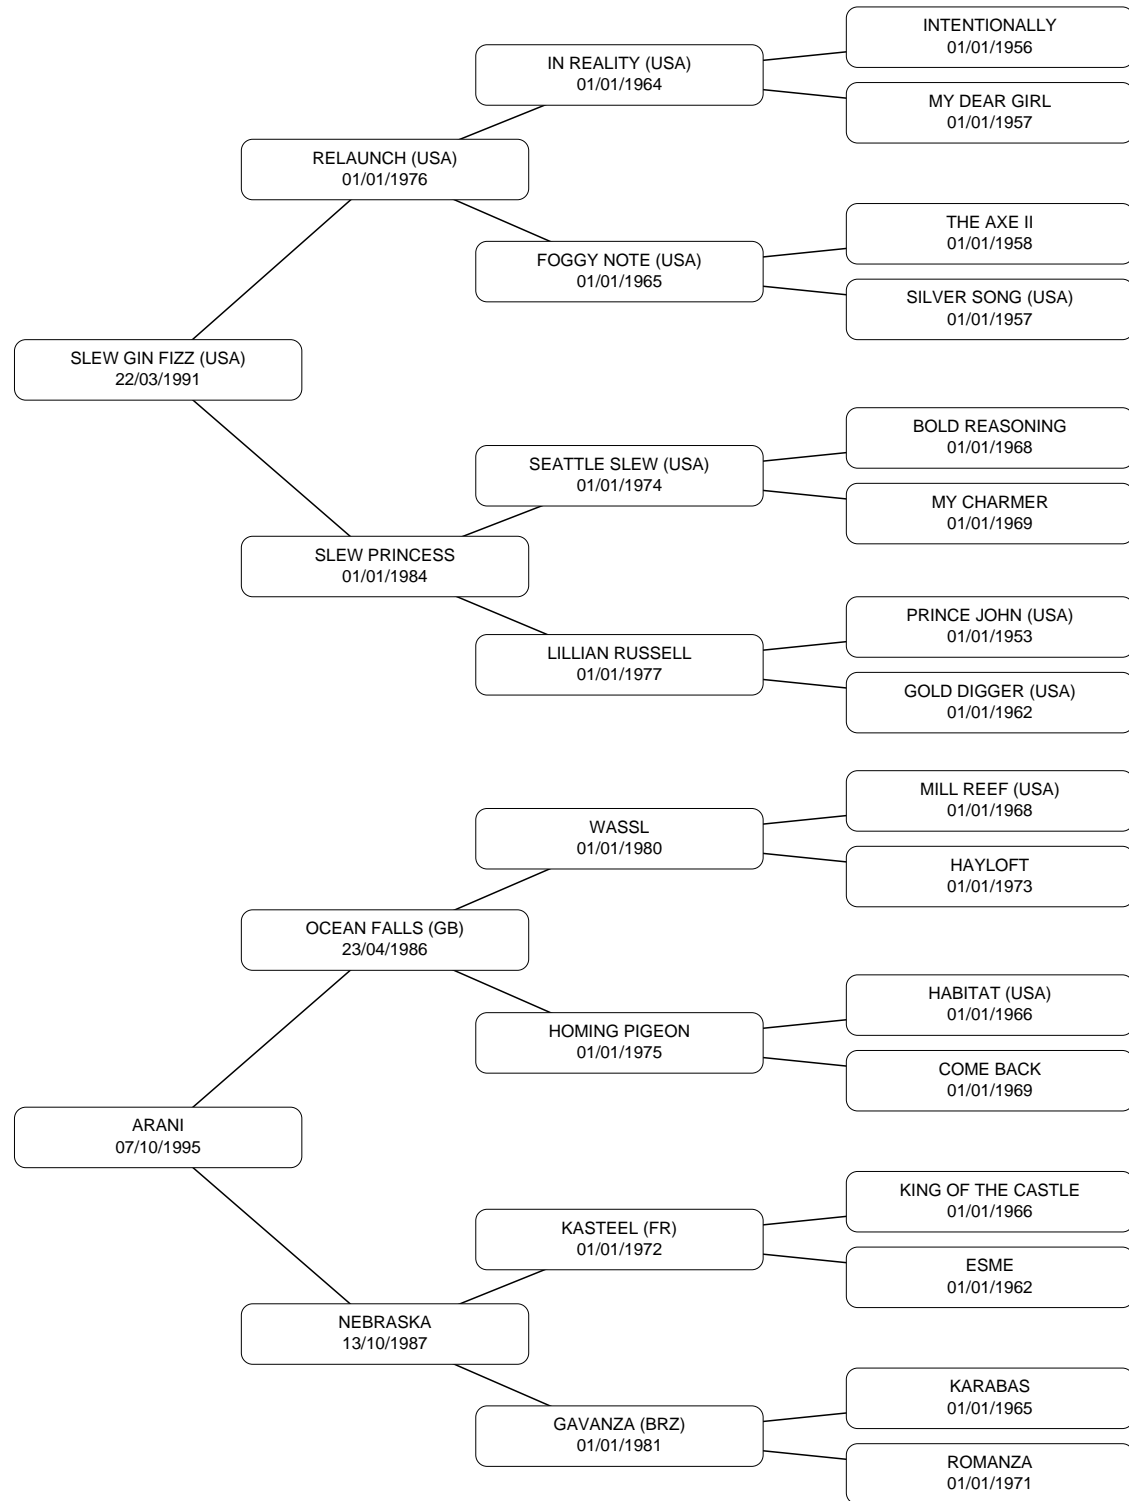 INTENTIONALLY
01/01/1956
IN REALITY (USA)
01/01/1964
MY DEAR GIRL
01/01/1957
RELAUNCH (USA)
01/01/1976
THE AXE II
01/01/1958
FOGGY NOTE (USA)
01/01/1965
SILVER SONG (USA)
01/01/1957
SLEW GIN FIZZ (USA)
22/03/1991
BOLD REASONING
01/01/1968
SEATTLE SLEW (USA)
01/01/1974
MY CHARMER
01/01/1969
SLEW PRINCESS
01/01/1984
PRINCE JOHN (USA)
01/01/1953
LILLIAN RUSSELL
01/01/1977
GOLD DIGGER (USA)
01/01/1962
MILL REEF (USA)
01/01/1968
WASSL
01/01/1980
HAYLOFT
01/01/1973
OCEAN FALLS (GB)
23/04/1986
HABITAT (USA)
01/01/1966
HOMING PIGEON
01/01/1975
COME BACK
01/01/1969
ARANI
07/10/1995
KING OF THE CASTLE
01/01/1966
KASTEEL (FR)
01/01/1972
ESME
01/01/1962
NEBRASKA
13/10/1987
KARABAS
01/01/1965
GAVANZA (BRZ)
01/01/1981
ROMANZA
01/01/1971